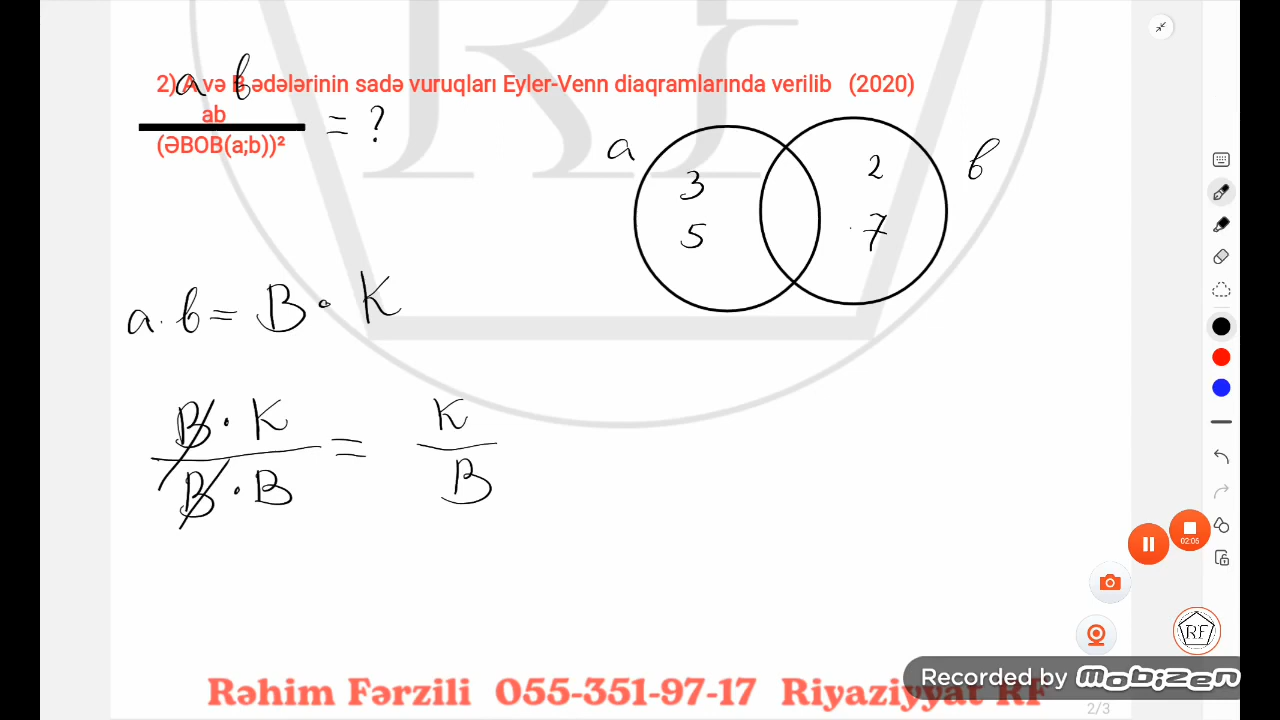 2) A və B ədələrinin sadə vuruqları Eyler-Venn diaqramlarında verilib (2020)
a b
ab
(ƏBOB(a;b))²
= ?
a
3
5
2
7
b
a · b = B · K
B · K
B · B
=
K
B
02:05
RF
Recorded by mobizen
Rəhim Fərzili 055-351-97-17 Riyaziyyat RF
2/3